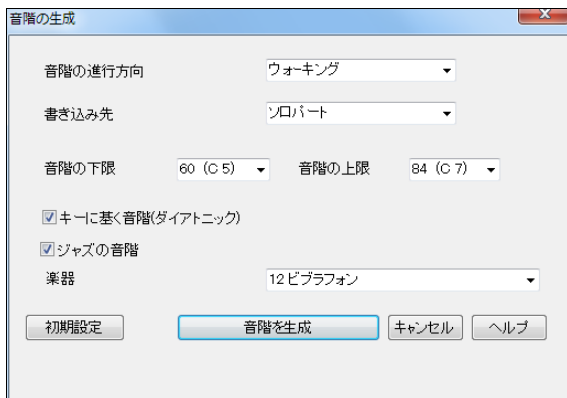 音階の生成
音階の進行方向 ウォーキング
書き込み先 ソロパート
音階の下限 60 (C 5) 音階の上限 84 (C 7)
キーに基く音階(ダイアトニック)
ジャズの音階
楽器 12 ビブラフォン
初期設定 音階を生成 キャンセル ヘルプ